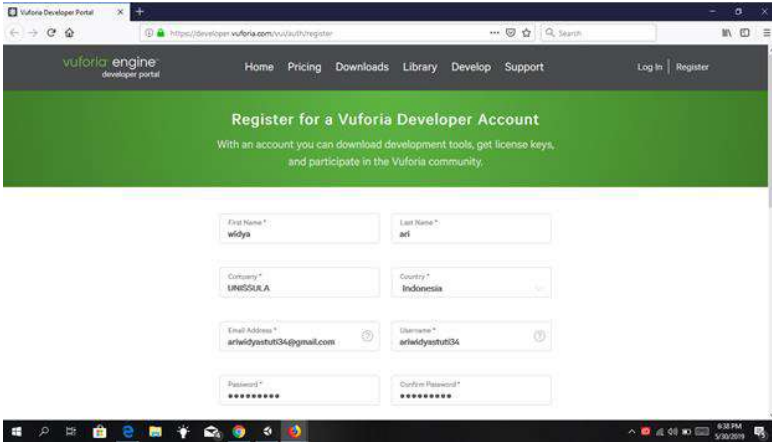 Vuforia Developer Portal
https://developer.vuforia.com/vui/auth/register
Search
vuforia engine
developer portal
Home Pricing Downloads Library Develop Support
Log In | Register
Register for a Vuforia Developer Account
With an account you can download development tools, get license keys,
and participate in the Vuforia community.
First Name * Last Name *
widya ari
Company * Country *
UNISSULA Indonesia
Email Address * Username *
ariwidyastuti34@gmail.com ariwidyastuti34
Password * Confirm Password *
●●●●●●●●● ●●●●●●●●●
6:38 PM
5/30/2019